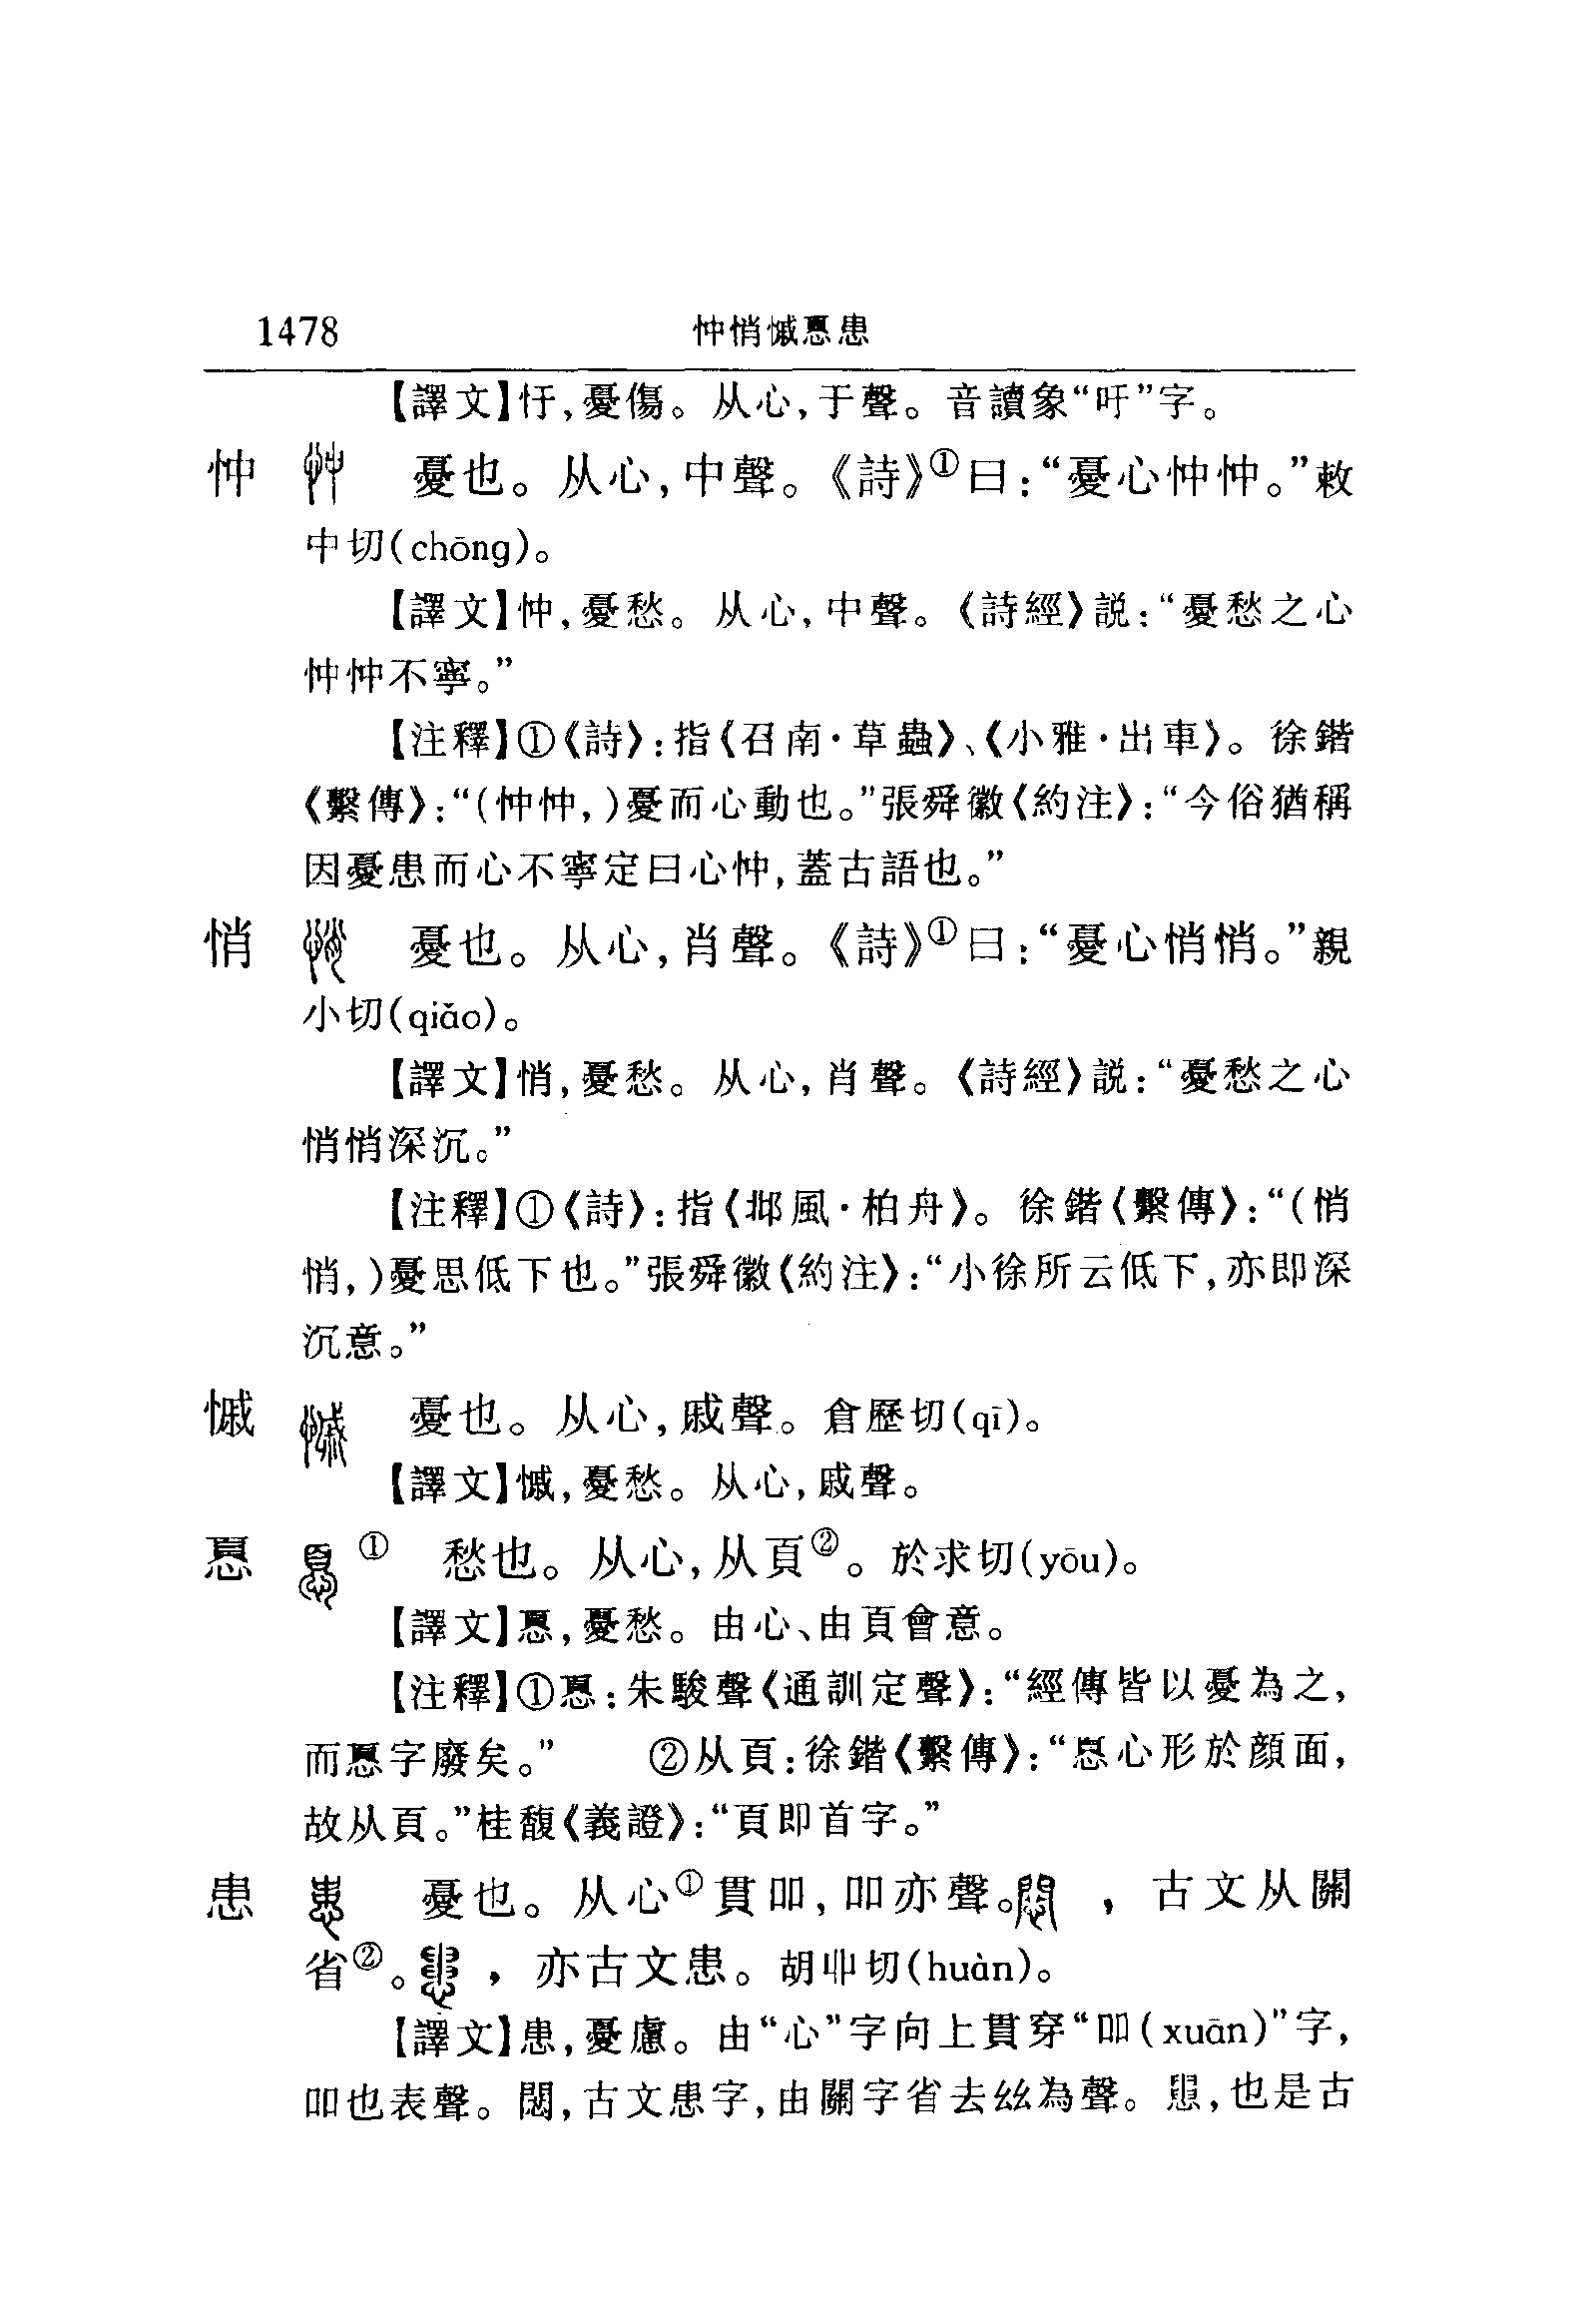 1478 忡悄慽惪患
【譯文】忬,憂傷。从心,于聲。音讀象“吁”字。
忡 憂也。从心,中聲。《詩》①曰:“憂心忡忡。”敕
中切(chōng)。
【譯文】忡,憂愁。从心,中聲。《詩經》説:“憂愁之心
忡忡不寧。”
【注釋】①《詩》:指《召南·草蟲》、《小雅·出車》。徐鍇
《繫傳》:“(忡忡,)憂而心動也。”張舜徽《約注》:“今俗猶稱
因憂患而心不寧定曰心忡,蓋古語也。”
悄 憂也。从心,肖聲。《詩》①曰:“憂心悄悄。”親
小切(qiǎo)。
【譯文】悄,憂愁。从心,肖聲。《詩經》説:“憂愁之心
悄悄深沉。”
【注釋】①《詩》:指《邶風·柏舟》。徐鍇《繫傳》:“(悄
悄,)憂思低下也。”張舜徽《約注》:“小徐所云低下,亦即深
沉意。”
慽 憂也。从心,戚聲。倉歷切(qī)。
【譯文】慽,憂愁。从心,戚聲。
𢝊 ① 愁也。从心,从頁②。於求切(yōu)。
【譯文】𢝊,憂愁。由心、由頁會意。
【注釋】①𢝊:朱駿聲《通訓定聲》:“經傳皆以憂為之,
而𢝊字廢矣。” ②从頁:徐鍇《繫傳》:“𢝊心形於顔面,
故从頁。”桂馥《義證》:“頁即首字。”
患 憂也。从心①貫吅,吅亦聲。,古文从關
省②。,亦古文患。胡丱切(huàn)。
【譯文】患,憂慮。由“心”字向上貫穿“吅(xuān)”字,
吅也表聲。閟,古文患字,由關字省去𢆶為聲。,也是古